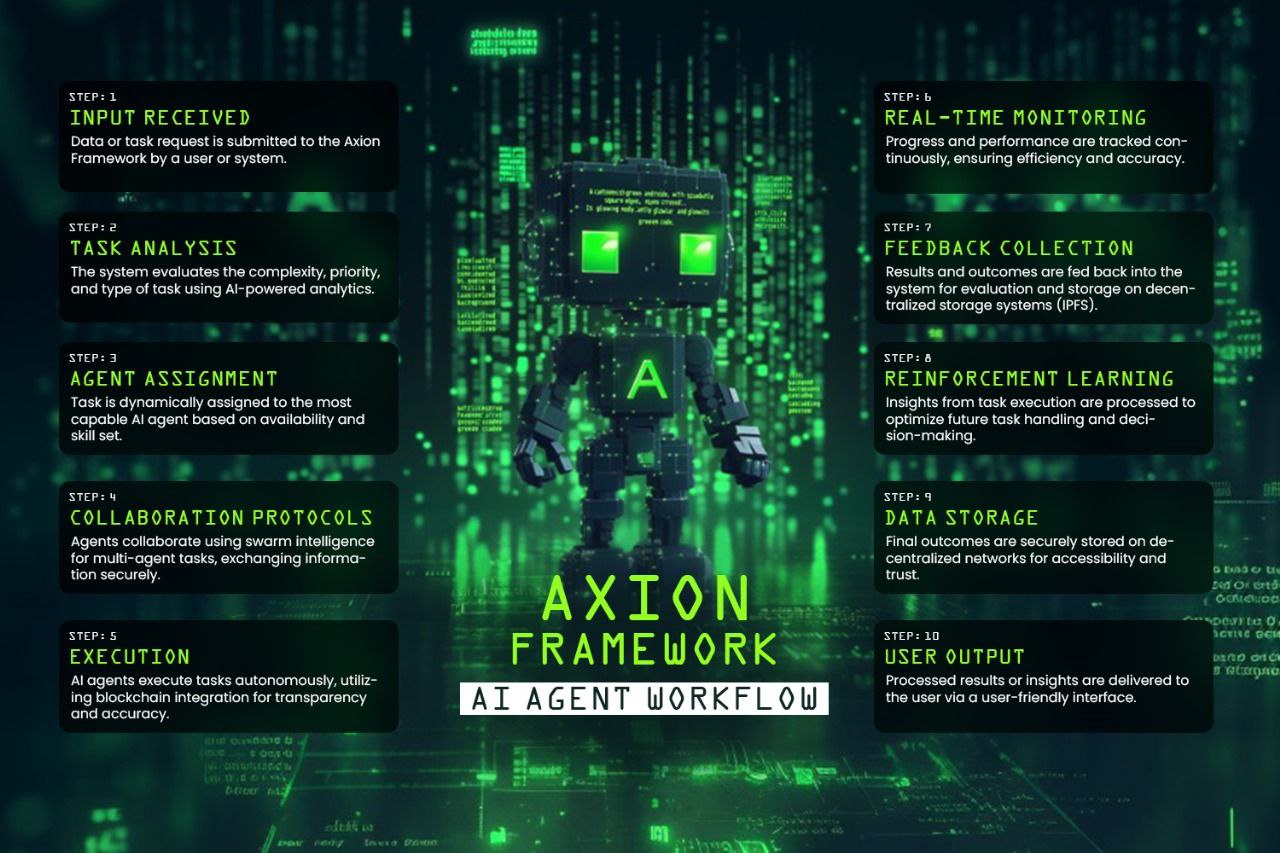 STEP: 1
INPUT RECEIVED
Data or task request is submitted to the Axion
Framework by a user or system.
STEP: 2
TASK ANALYSIS
The system evaluates the complexity, priority,
and type of task using AI-powered analytics.
STEP: 3
AGENT ASSIGNMENT
Task is dynamically assigned to the most
capable AI agent based on availability and
skill set.
STEP: 4
COLLABORATION PROTOCOLS
Agents collaborate using swarm intelligence
for multi-agent tasks, exchanging informa-
tion securely.
STEP: 5
EXECUTION
AI agents execute tasks autonomously, utiliz-
ing blockchain integration for transparency
and accuracy.
A
AXION
FRAMEWORK
AI AGENT WORKFLOW
STEP: 6
REAL-TIME MONITORING
Progress and performance are tracked con-
tinuously, ensuring efficiency and accuracy.
STEP: 7
FEEDBACK COLLECTION
Results and outcomes are fed back into the
system for evaluation and storage on decen-
tralized storage systems (IPFS).
STEP: 8
REINFORCEMENT LEARNING
Insights from task execution are processed to
optimize future task handling and deci-
sion-making.
STEP: 9
DATA STORAGE
Final outcomes are securely stored on de-
centralized networks for accessibility and
trust.
STEP: 10
USER OUTPUT
Processed results or insights are delivered to
the user via a user-friendly interface.